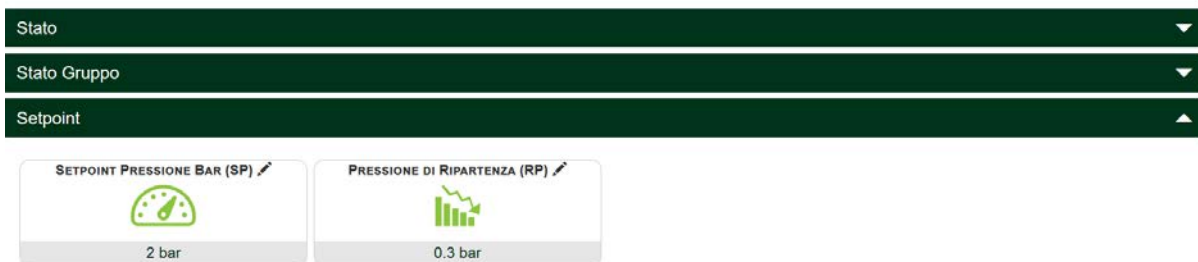 Stato
Stato Gruppo
Setpoint
SETPOINT PRESSIONE BAR (SP)
PRESSIONE DI RIPARTENZA (RP)
2 bar
0.3 bar